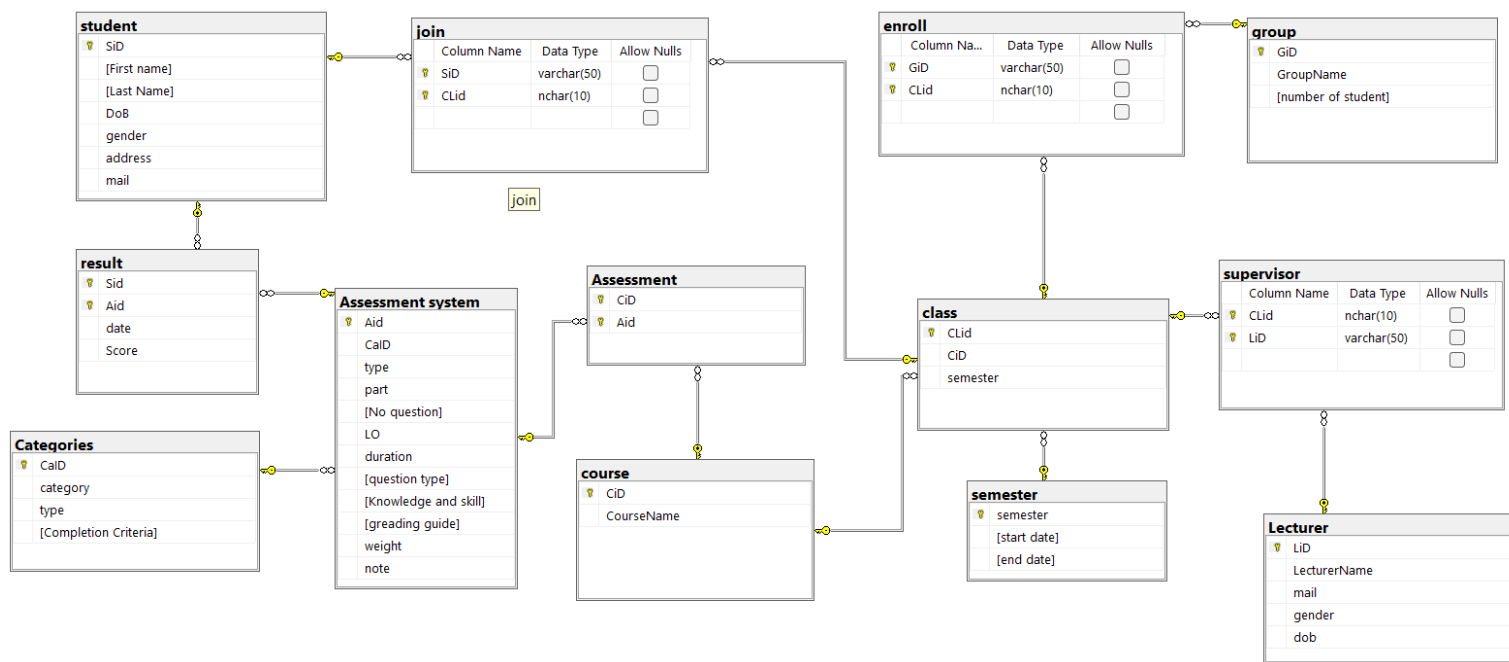 student
SiD
[First name]
[Last Name]
DoB
gender
address
mail
join
Column Name Data Type Allow Nulls
SiD varchar(50)
CLid nchar(10)
join
enroll
Column Na... Data Type Allow Nulls
GiD varchar(50)
CLid nchar(10)
group
GiD
GroupName
[number of student]
result
Sid
Aid
date
Score
Assessment system
Aid
CaID
type
part
[No question]
LO
duration
[question type]
[Knowledge and skill]
[greading guide]
weight
note
Assessment
CiD
Aid
class
CLid
CiD
semester
supervisor
Column Name Data Type Allow Nulls
CLid nchar(10)
LiD varchar(50)
Categories
CaID
category
type
[Completion Criteria]
course
CiD
CourseName
semester
semester
[start date]
[end date]
Lecturer
LiD
LecturerName
mail
gender
dob